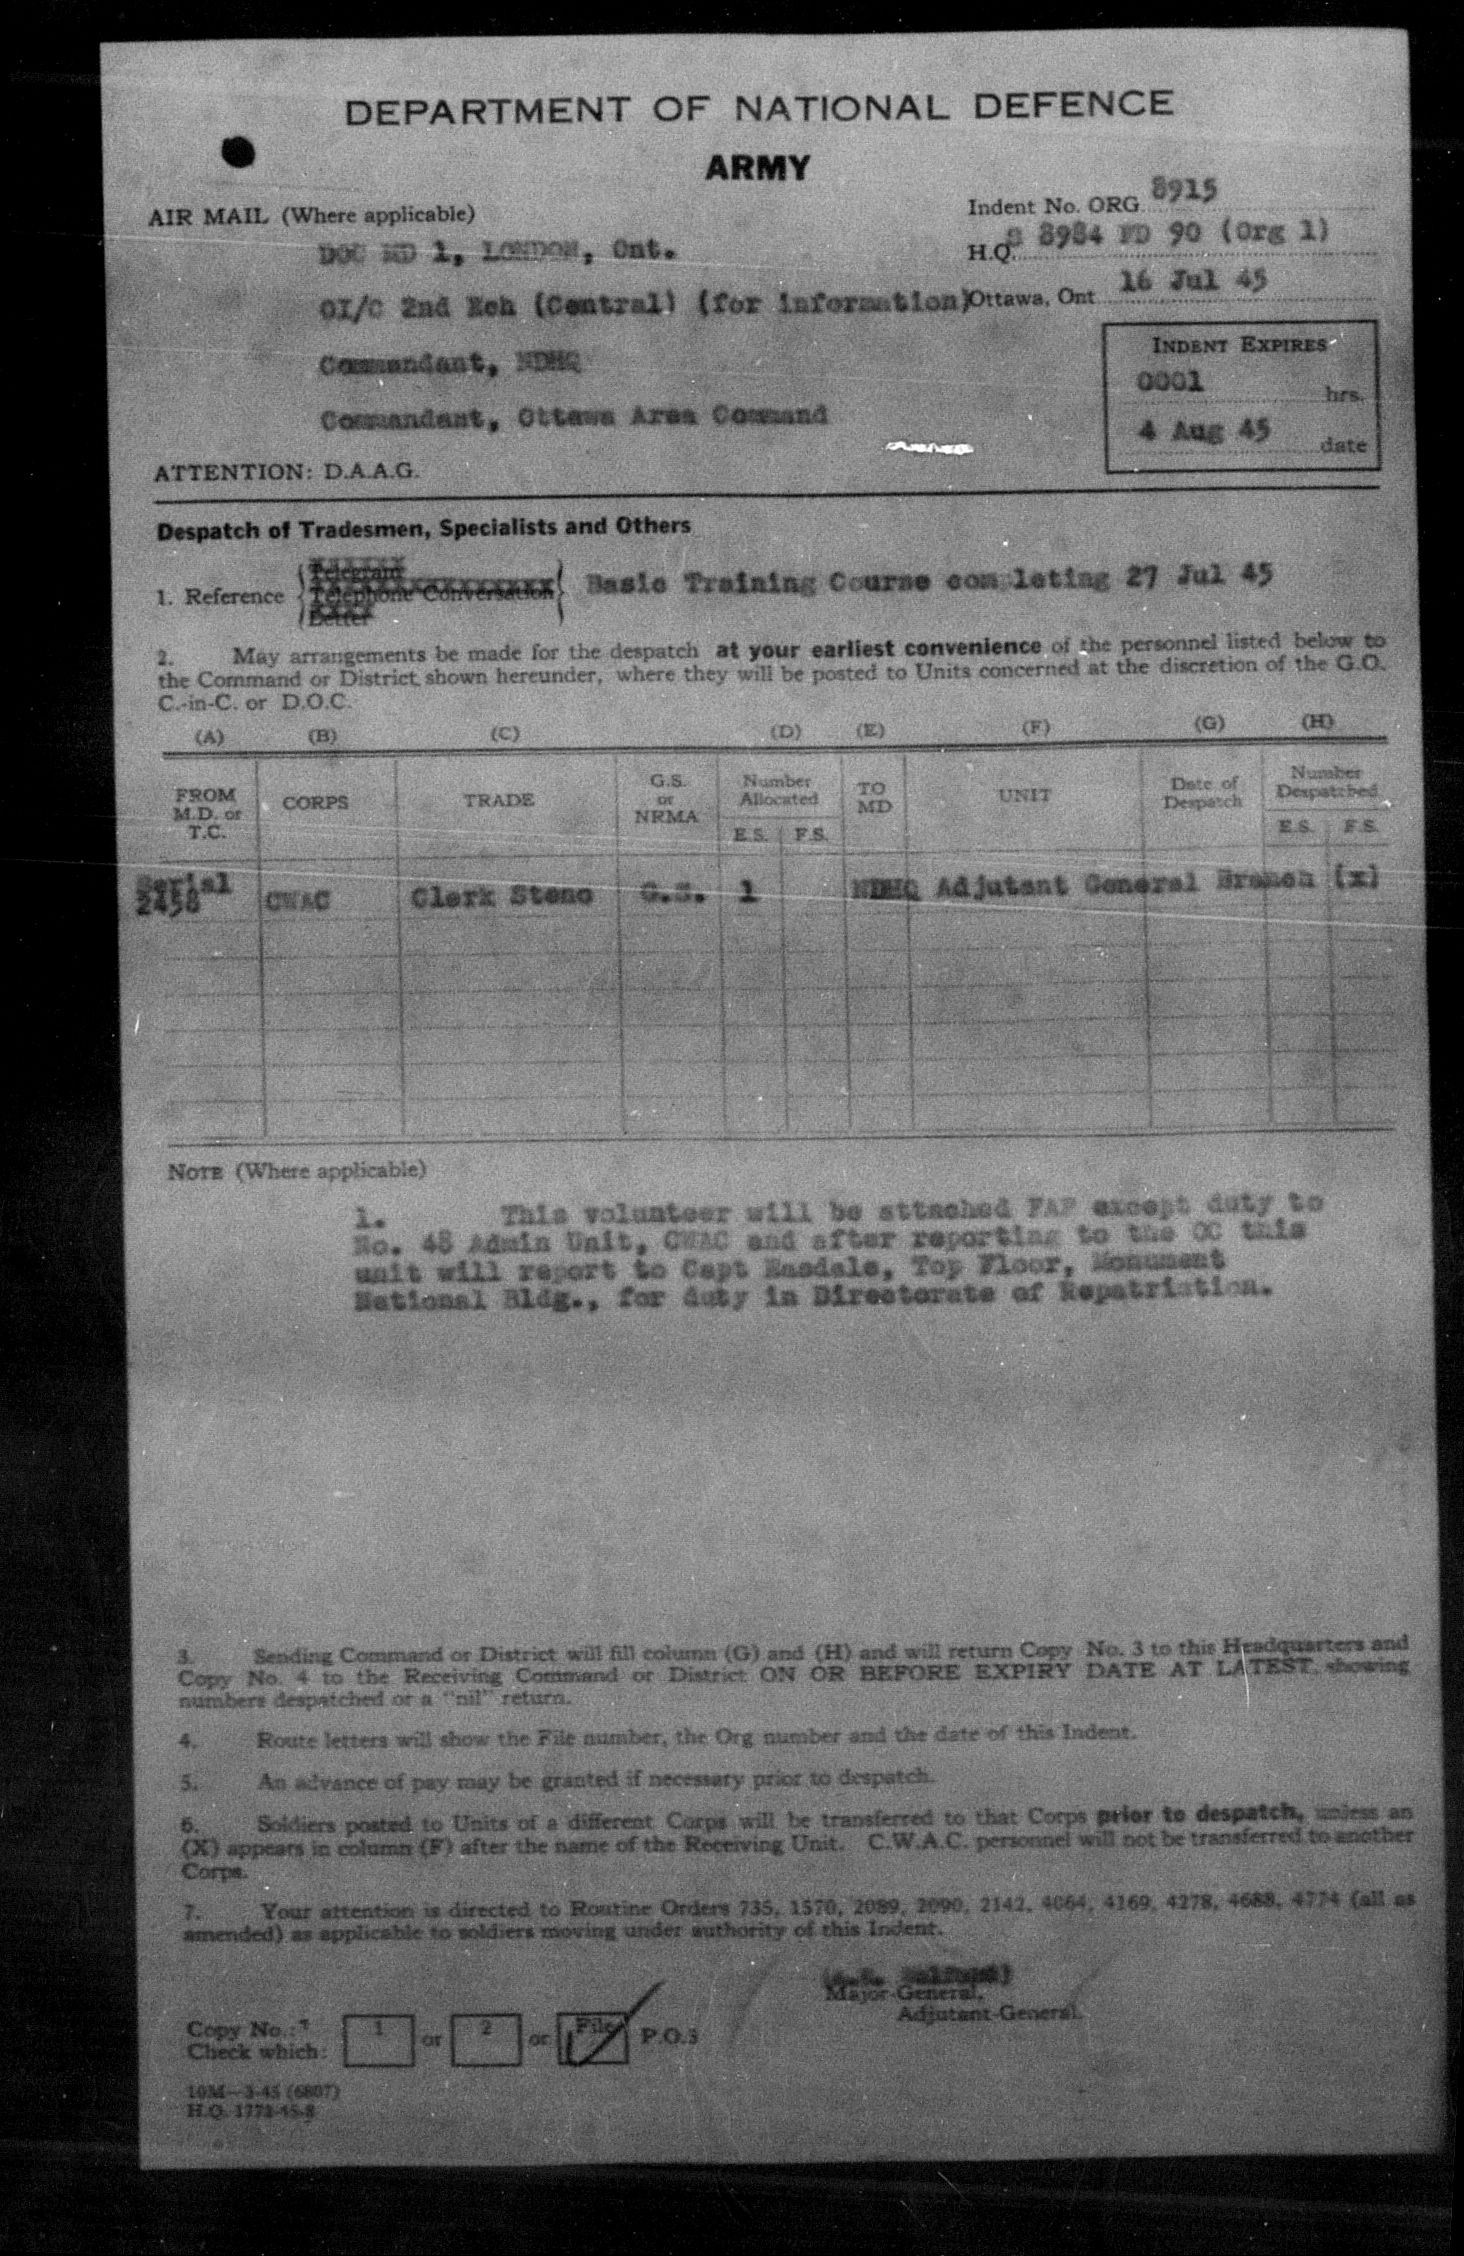 DEPARTMENT OF NATIONAL DEFENCE
ARMY
AIR MAIL (Where applicable)
Indent No. ORG 8915
DOC MD 1, LONDON, Ont.
H.Q. S 8984 FD 90 (Org 1)
OI/C 2nd Ech (Central) (for information)
Ottawa, Ont 16 Jul 45
Commandant, NDHQ
Commandant, Ottawa Area Command
INDENT EXPIRES
0001 hrs.
4 Aug 45 date
ATTENTION: D.A.A.G.
Despatch of Tradesmen, Specialists and Others
1. Reference { Telegram
Telephone Conversation
Letter } Basic Training Course completing 27 Jul 45
2. May arrangements be made for the despatch at your earliest convenience of the personnel listed below to
the Command or District shown hereunder, where they will be posted to Units concerned at the discretion of the G.O.
C.-in-C. or D.O.C.
(A) (B) (C) (D) (E) (F) (G) (H)
FROM M.D. or T.C. CORPS TRADE G.S. or NRMA Number Allocated E.S. F.S. TO MD UNIT Date of Despatch Number Despatched E.S. F.S.
Serial 2458 CWAC Clerk Steno G.S. 1 NDHQ Adjutant General Branch (x)
NOTE (Where applicable)
1. This volunteer will be attached FAP except duty to
No. 48 Admin Unit, CWAC and after reporting to the OC this
unit will report to Capt Easdale, Top Floor, Monument
National Bldg., for duty in Directorate of Repatriation.
3. Sending Command or District will fill column (G) and (H) and will return Copy No. 3 to this Headquarters and
Copy No. 4 to the Receiving Command or District ON OR BEFORE EXPIRY DATE AT LATEST, showing
numbers despatched or a "nil" return.
4. Route letters will show the File number, the Org number and the date of this Indent.
5. An advance of pay may be granted if necessary prior to despatch.
6. Soldiers posted to Units of a different Corps will be transferred to that Corps prior to despatch, unless an
(X) appears in column (F) after the name of the Receiving Unit. C.W.A.C. personnel will not be transferred to another
Corps.
7. Your attention is directed to Routine Orders 735, 1570, 2089, 2090, 2142, 4064, 4169, 4278, 4688, 4774 (all as
amended) as applicable to soldiers moving under authority of this Indent.
Major-General,
Adjutant-General.
Copy No.:
Check which: 1 or 2 or File P.O.3
10M—3-45 (6807)
H.Q. 1772-45-8